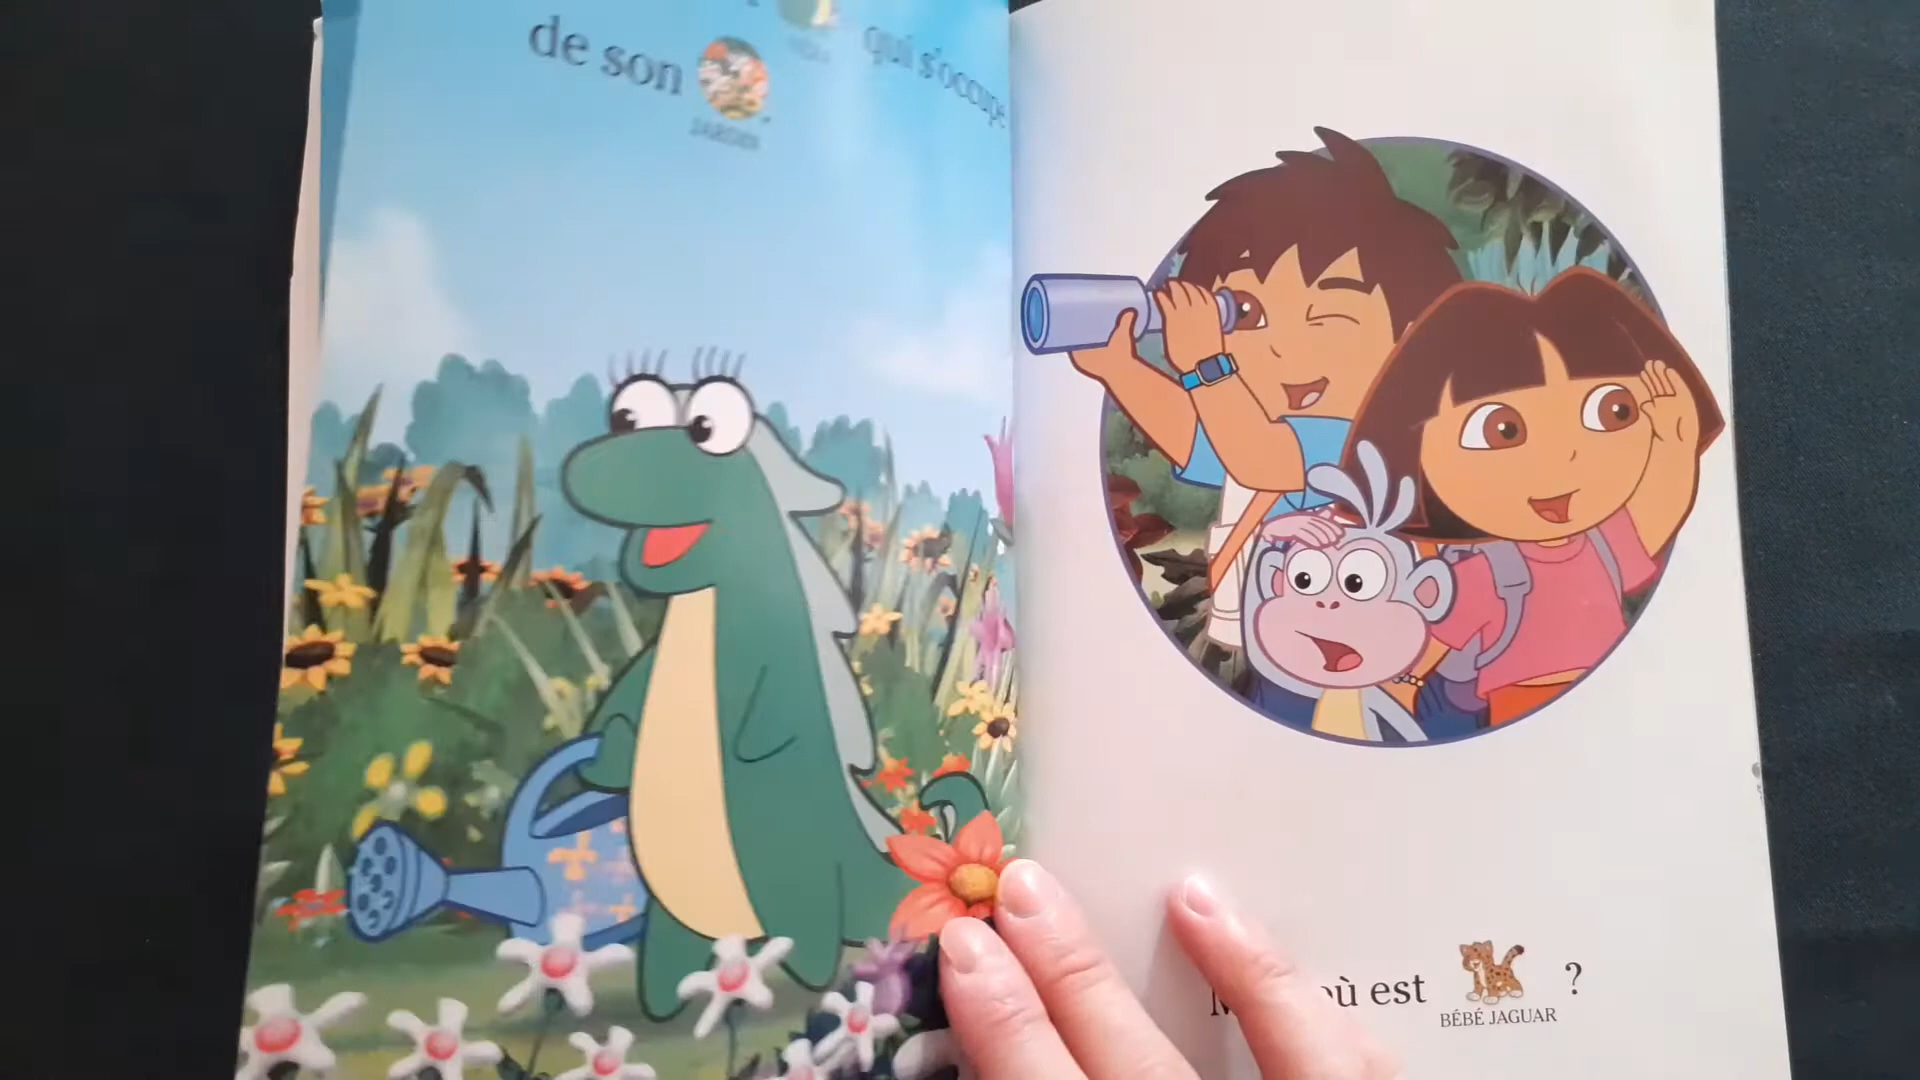 qui s'occupe
de son
JARDIN
où est ?
BÉBÉ JAGUAR